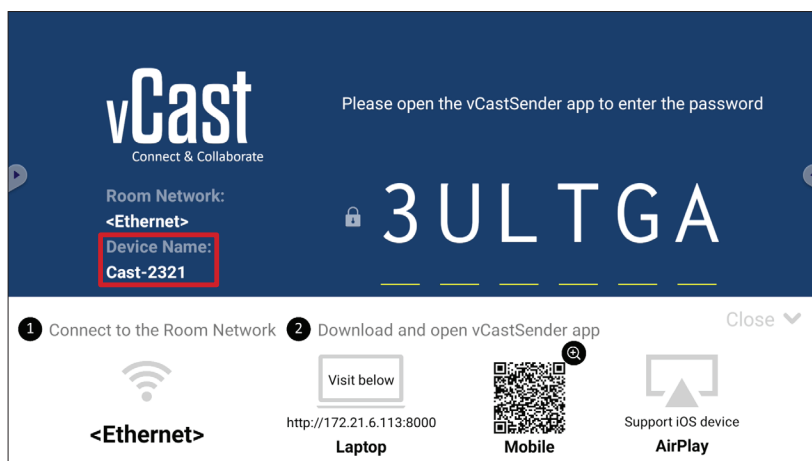 vCast
Connect & Collaborate
Please open the vCastSender app to enter the password
Room Network:
<Ethernet>
Device Name:
Cast-2321
3ULTGA
1 Connect to the Room Network
<Ethernet>
2 Download and open vCastSender app
Close
Visit below
http://172.21.6.113:8000
Laptop
Mobile
Support iOS device
AirPlay